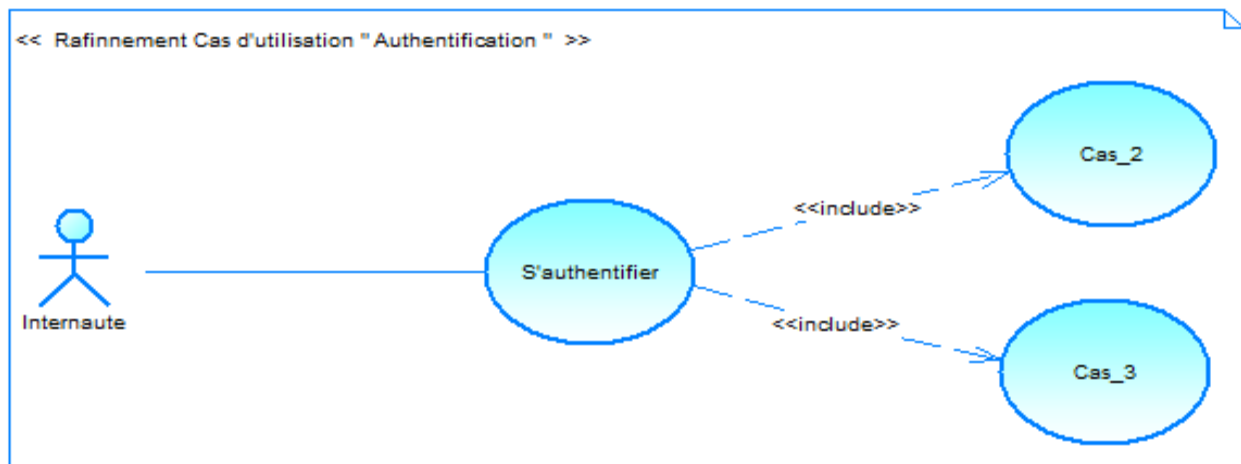 << Rafinnement Cas d'utilisation " Authentification " >>
Cas_2
<<include>>
S'authentifier
Internaute
<<include>>
Cas_3